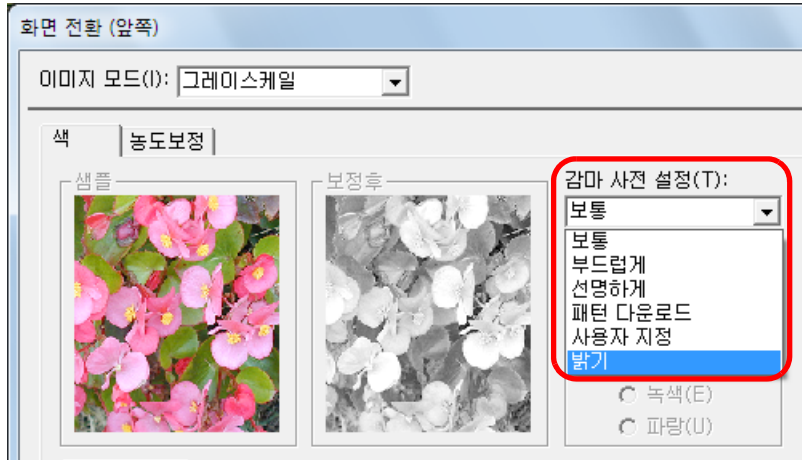 화면 전환 (앞쪽)
이미지 모드(I): 그레이스케일
색 농도보정
샘플 보정후 감마 사전 설정(T):
보통
보통
부드럽게
선명하게
패턴 다운로드
사용자 지정
밝기
녹색(E)
파랑(U)